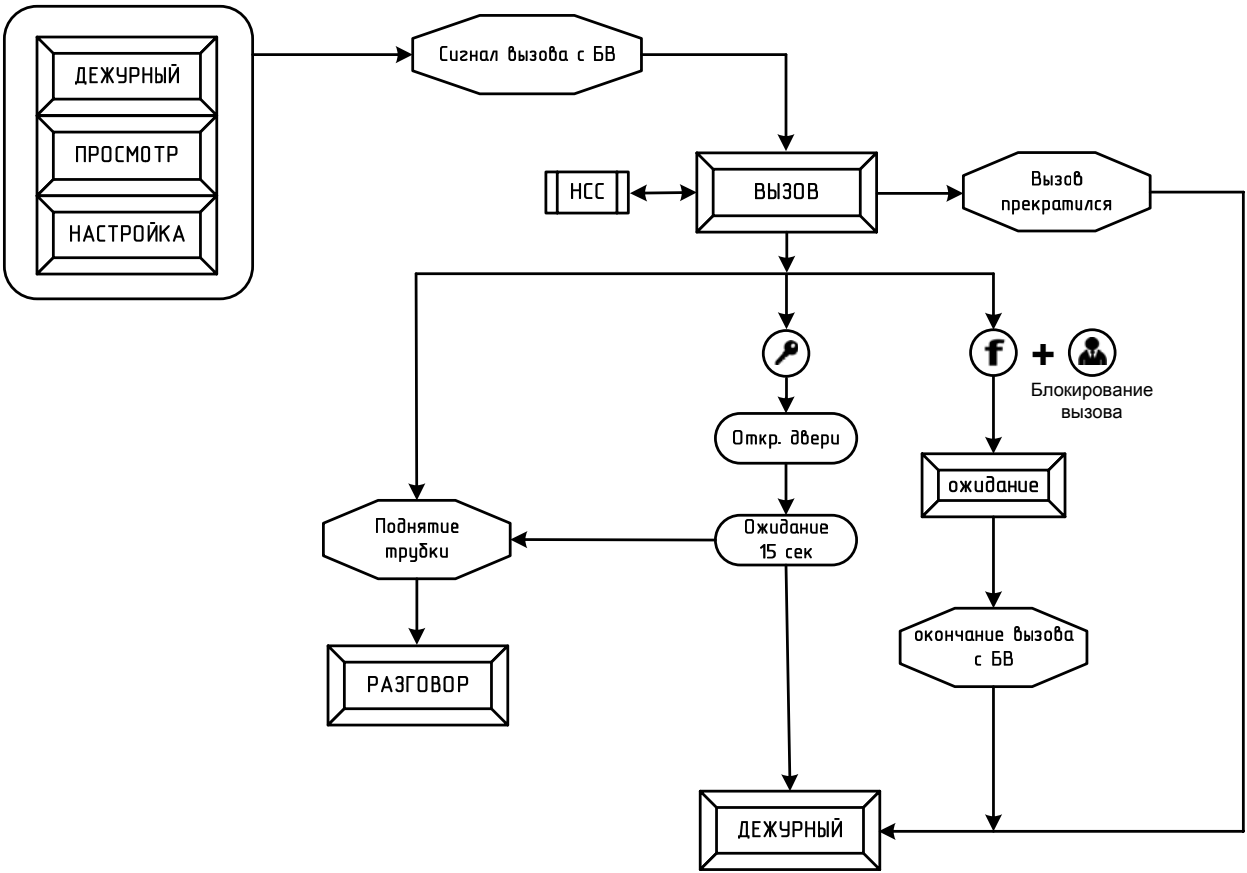 ДЕЖУРНЫЙ
ПРОСМОТР
НАСТРОЙКА
Сигнал вызова с БВ
НСС
ВЫЗОВ
Вызов
прекратился
f
+
Блокирование
вызова
Откр. двери
ожидание
Поднятие
трубки
Ожидание
15 сек
окончание вызова
с БВ
РАЗГОВОР
ДЕЖУРНЫЙ